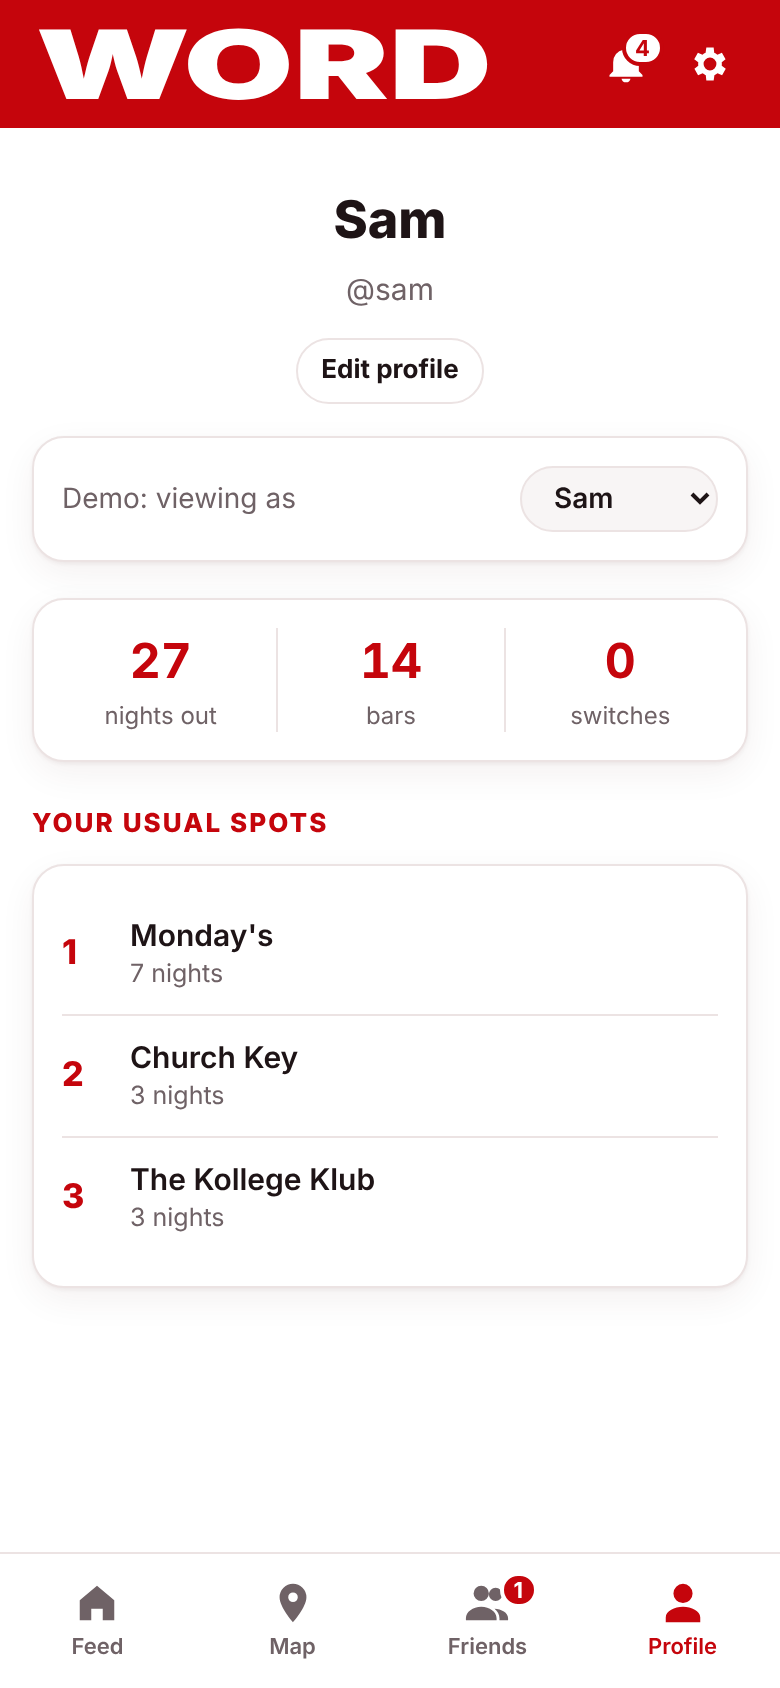 WORD
4
Sam
@sam
Edit profile
Demo: viewing as
Sam
27
nights out
14
bars
0
switches
YOUR USUAL SPOTS
1
Monday's
7 nights
2
Church Key
3 nights
3
The Kollege Klub
3 nights
Feed
Map
1
Friends
Profile